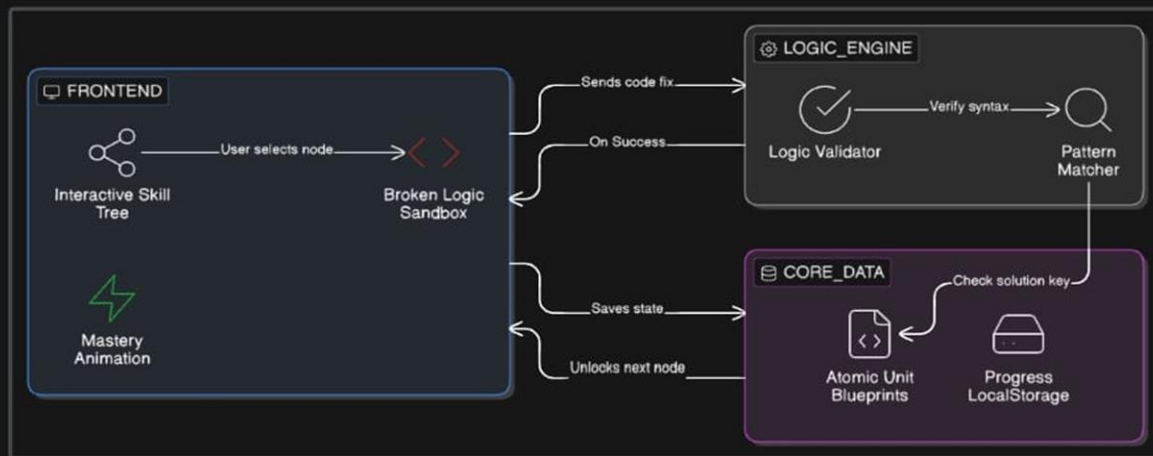 FRONTEND
Interactive Skill
Tree
User selects node
Broken Logic
Sandbox
Mastery
Animation
Sends code fix
On Success
Saves state
Unlocks next node
LOGIC_ENGINE
Logic Validator
Verify syntax
Pattern
Matcher
CORE_DATA
Check solution key
Atomic Unit
Blueprints
Progress
LocalStorage